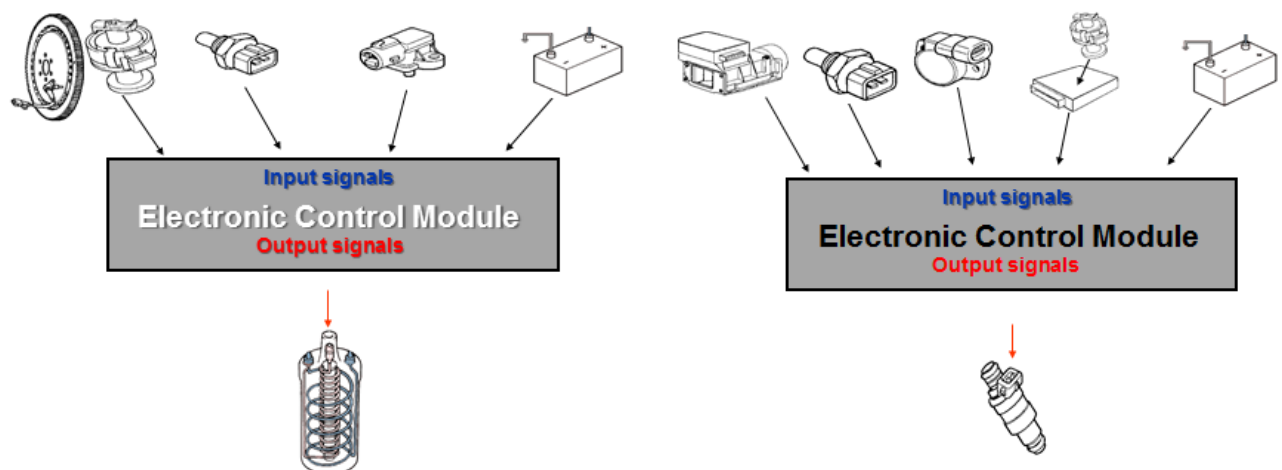 Input signals
Electronic Control Module
Output signals
Input signals
Electronic Control Module
Output signals